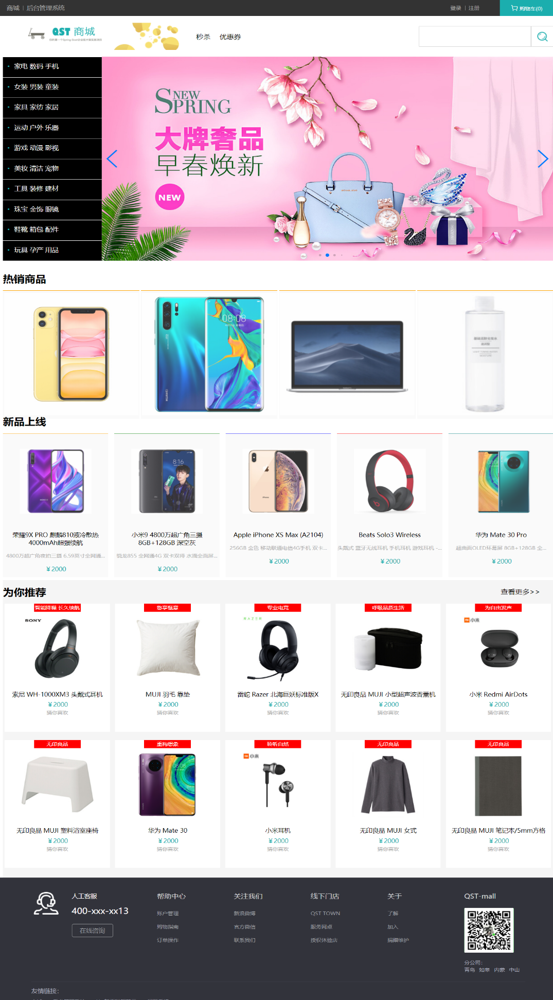 商城 | 后台管理系统
登录 | 注册
购物车(0)
QST 商城
秒杀 优惠券
家电 数码 手机
女装 男装 童装
家具 家纺 家居
运动 户外 乐器
游戏 动漫 影视
美妆 清洁 宠物
工具 装修 建材
珠宝 金饰 眼镜
鞋靴 箱包 配件
玩具 孕产 用品
NEW
SPRING
大牌奢品
早春焕新
NEW
热销商品
HUAWEI
08:08
新品上线
荣耀9X PRO 麒麟810液冷散热
4000mAh超强续航
4800万超广角夜拍三摄 6.59英寸全网通...
￥2000
8:16
小米9 4800万超广角三摄
8GB+128GB 深空灰
骁龙855 全网通4G 双卡双待 水滴全面屏...
￥2000
Apple iPhone XS Max (A2104)
256GB 金色 移动联通电信4G手机 双卡...
￥2000
Beats Solo3 Wireless
头戴式 蓝牙无线耳机 手机耳机 游戏耳机 -...
￥2000
华为 Mate 30 Pro
超曲面OLED环幕屏 8GB+128GB 全...
￥2000
为你推荐
查看更多>>
智能降噪 长久续航
SONY
索尼 WH-1000XM3 头戴式耳机
￥2000
猜你喜欢
悠享惬意
MUJI 羽毛 靠垫
￥2000
猜你喜欢
专业电竞
RAZER
雷蛇 Razer 北海巨妖标准版X
￥2000
猜你喜欢
呼吸品质生活
无印良品 MUJI 小型超声波香薰机
￥2000
猜你喜欢
为自由发声
小米
小米 Redmi AirDots
￥2000
猜你喜欢
无印良品
无印良品 MUJI 塑料浴室座椅
￥2000
猜你喜欢
重构想象
08:08
华为 Mate 30
￥2000
猜你喜欢
聆听自然
小米
小米耳机
￥2000
猜你喜欢
无印良品
无印良品 MUJI 女式
￥2000
猜你喜欢
无印良品
无印良品 MUJI 笔记本/5mm方格
￥2000
猜你喜欢
人工客服
400-xxx-xx13
在线咨询
帮助中心
账户管理
购物指南
订单操作
关注我们
新浪微博
官方微信
联系我们
线下门店
QST TOWN
服务网点
授权体验店
关于
了解
加入
捐赠维护
QST-mall
分公司：
青岛 如皋 内蒙 中山
友情链接：